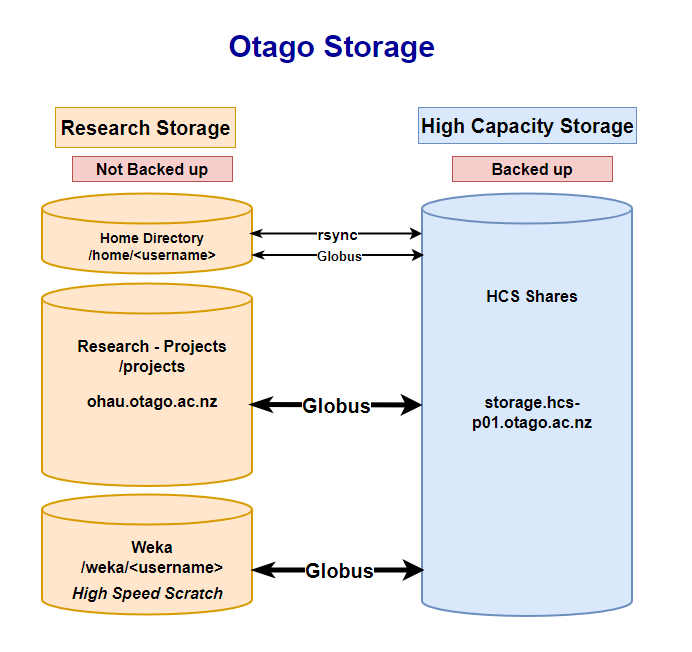 Otago Storage
Research Storage
High Capacity Storage
Not Backed up
Backed up
Home Directory
/home/<username>
rsync
Globus
HCS Shares
Research - Projects
/projects
ohau.otago.ac.nz
Globus
storage.hcs-
p01.otago.ac.nz
Weka
/weka/<username>
High Speed Scratch
Globus